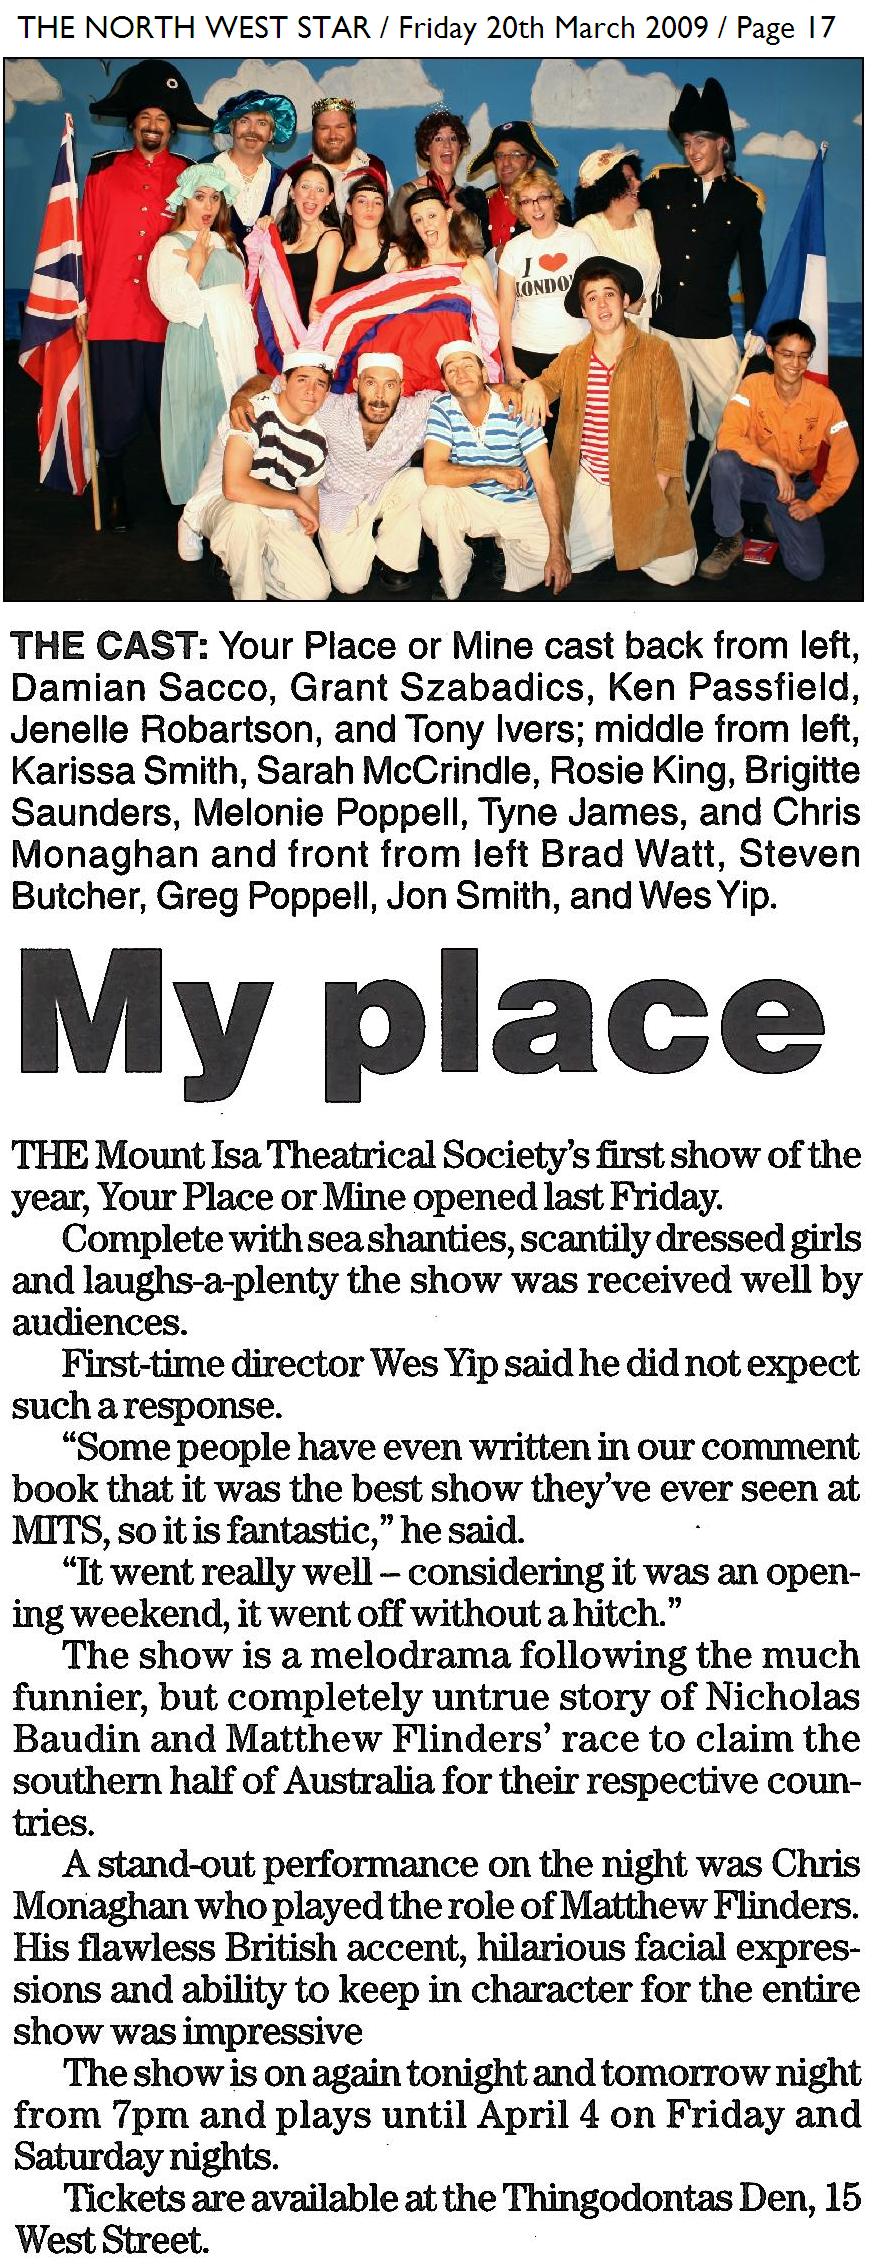 THE NORTH WEST STAR / Friday 20th March 2009 / Page 17
I ❤
LONDON
THE CAST: Your Place or Mine cast back from left,
Damian Sacco, Grant Szabadics, Ken Passfield,
Jenelle Robartson, and Tony Ivers; middle from left,
Karissa Smith, Sarah McCrindle, Rosie King, Brigitte
Saunders, Melonie Poppell, Tyne James, and Chris
Monaghan and front from left Brad Watt, Steven
Butcher, Greg Poppell, Jon Smith, and Wes Yip.
My place
THE Mount Isa Theatrical Society's first show of the
year, Your Place or Mine opened last Friday.
Complete with sea shanties, scantily dressed girls
and laughs-a-plenty the show was received well by
audiences.
First-time director Wes Yip said he did not expect
such a response.
“Some people have even written in our comment
book that it was the best show they've ever seen at
MITS, so it is fantastic,” he said.
“It went really well – considering it was an open-
ing weekend, it went off without a hitch.”
The show is a melodrama following the much
funnier, but completely untrue story of Nicholas
Baudin and Matthew Flinders' race to claim the
southern half of Australia for their respective coun-
tries.
A stand-out performance on the night was Chris
Monaghan who played the role of Matthew Flinders.
His flawless British accent, hilarious facial expres-
sions and ability to keep in character for the entire
show was impressive
The show is on again tonight and tomorrow night
from 7pm and plays until April 4 on Friday and
Saturday nights.
Tickets are available at the Thingodontas Den, 15
West Street.